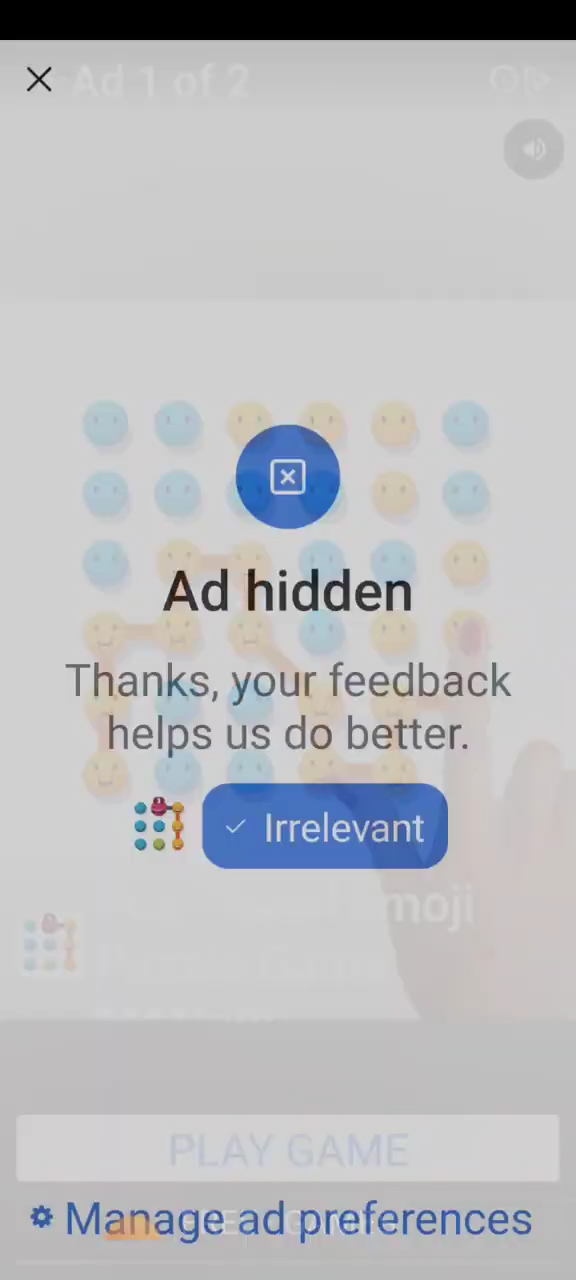 Ad 1 of 2
Ad hidden
Thanks, your feedback
helps us do better.
Irrelevant
moji
PLAY GAME
Manage ad preferences